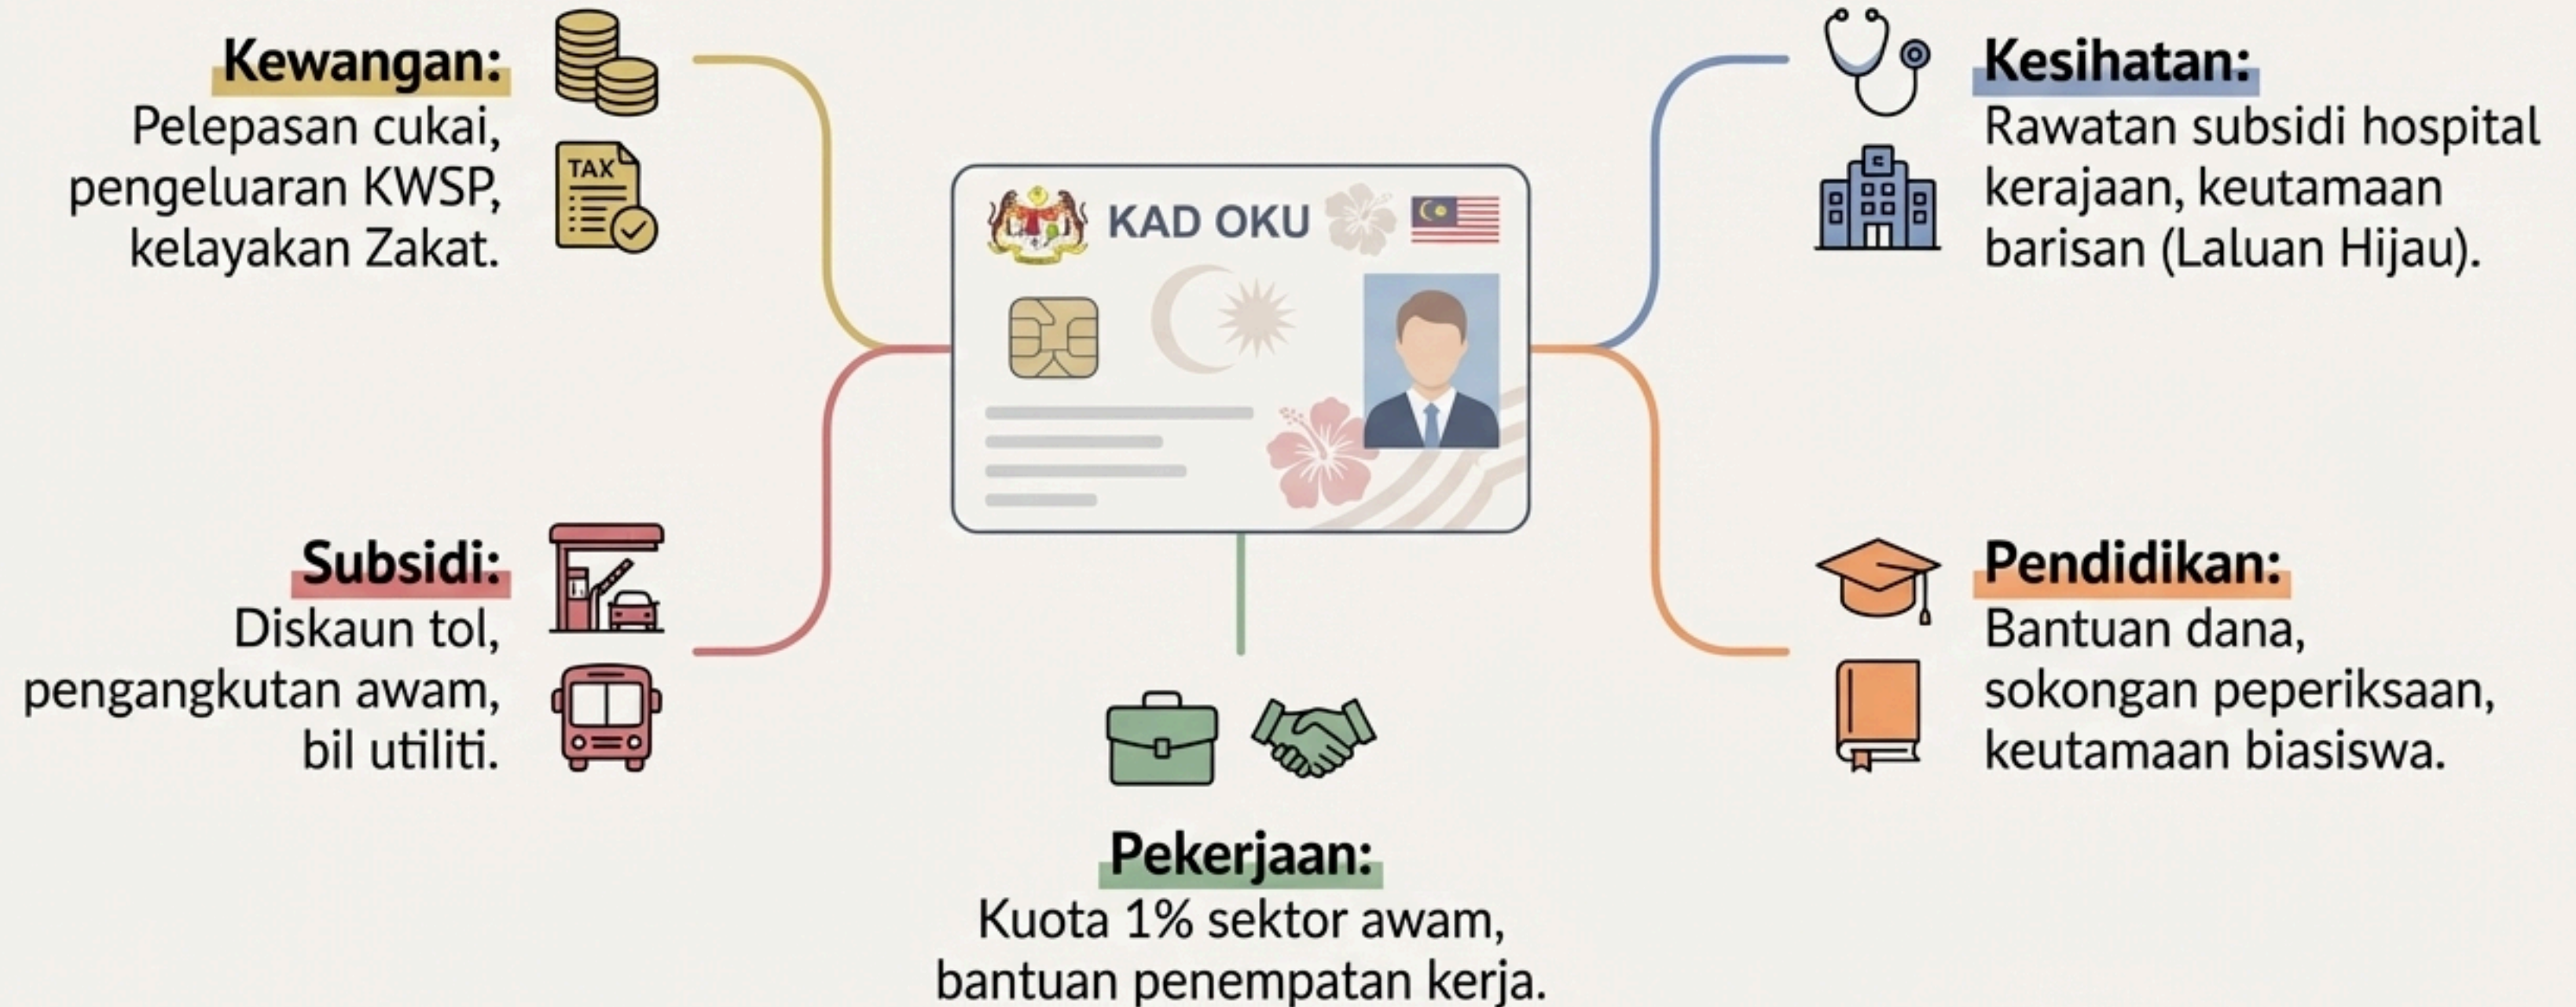 Kewangan:
Pelepasan cukai,
pengeluaran KWSP,
kelayakan Zakat.
TAX
KAD OKU
Kesihatan:
Rawatan subsidi hospital
kerajaan, keutamaan
barisan (Laluan Hijau).
Subsidi:
Diskaun tol,
pengangkutan awam,
bil utiliti.
Pendidikan:
Bantuan dana,
sokongan peperiksaan,
keutamaan biasiswa.
Pekerjaan:
Kuota 1% sektor awam,
bantuan penempatan kerja.